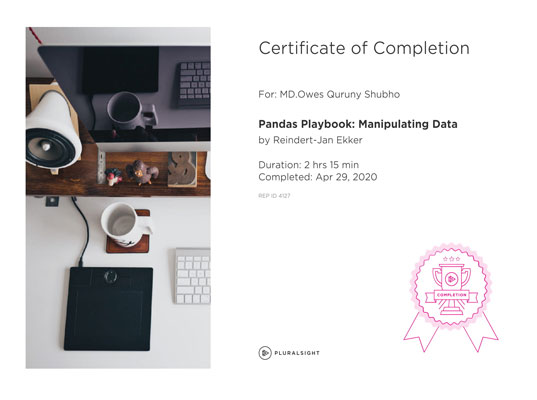 Certificate of Completion
For: MD.Owes Quruny Shubho
Pandas Playbook: Manipulating Data
by Reindert-Jan Ekker
Duration: 2 hrs 15 min
Completed: Apr 29, 2020
REP ID 4127
COMPLETION
PLURALSIGHT